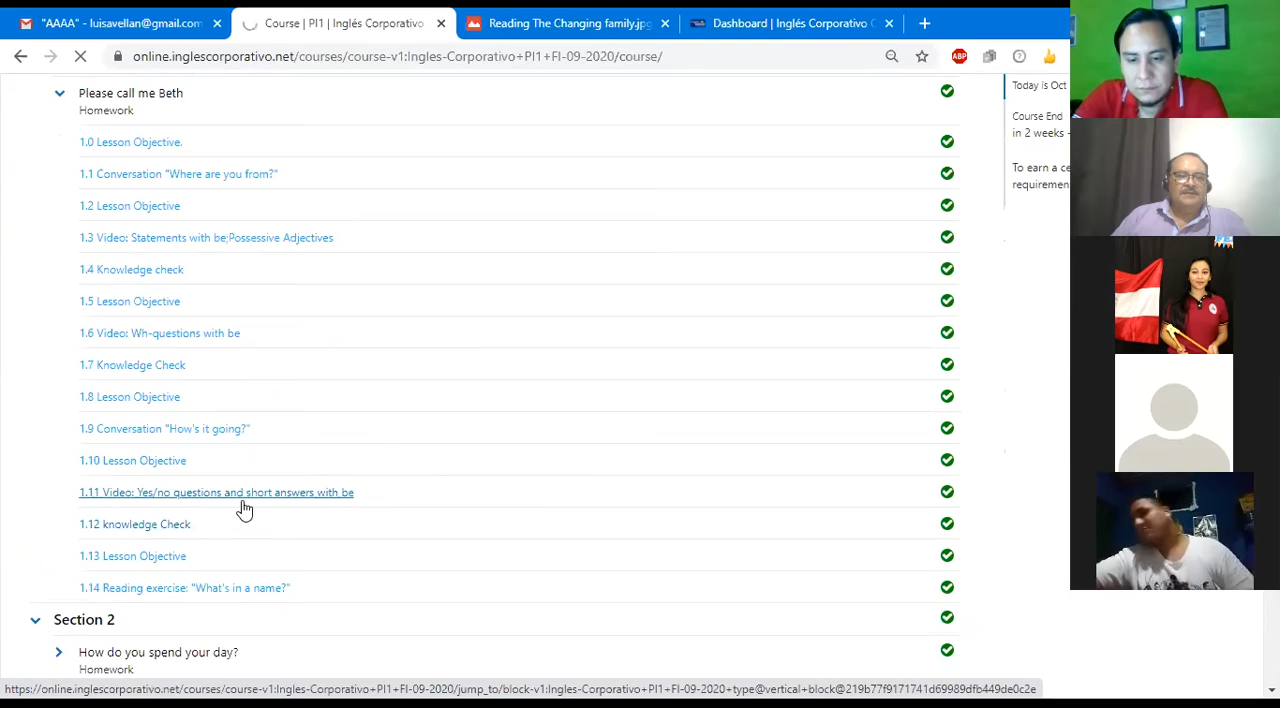 "AAAA" - luisavellan@gmail.com
Course | PI1 | Inglés Corporativo
Reading The Changing family.jpg
Dashboard | Inglés Corporativo C
online.inglescorporativo.net/courses/course-v1:Ingles-Corporativo+PI1+FI-09-2020/course/
ABP
Please call me Beth
Homework
1.0 Lesson Objective.
1.1 Conversation "Where are you from?"
1.2 Lesson Objective
1.3 Video: Statements with be;Possessive Adjectives
1.4 Knowledge check
1.5 Lesson Objective
1.6 Video: Wh-questions with be
1.7 Knowledge Check
1.8 Lesson Objective
1.9 Conversation "How's it going?"
1.10 Lesson Objective
1.11 Video: Yes/no questions and short answers with be
1.12 knowledge Check
1.13 Lesson Objective
1.14 Reading exercise: "What's in a name?"
Section 2
How do you spend your day?
Homework
Today is Oct
Course End
in 2 weeks -
To earn a ce
requiremen
https://online.inglescorporativo.net/courses/course-v1:Ingles-Corporativo+PI1+FI-09-2020/jump_to/block-v1:Ingles-Corporativo+PI1+FI-09-2020+type@vertical+block@219b77f9171741d69989dfb449de0c2e